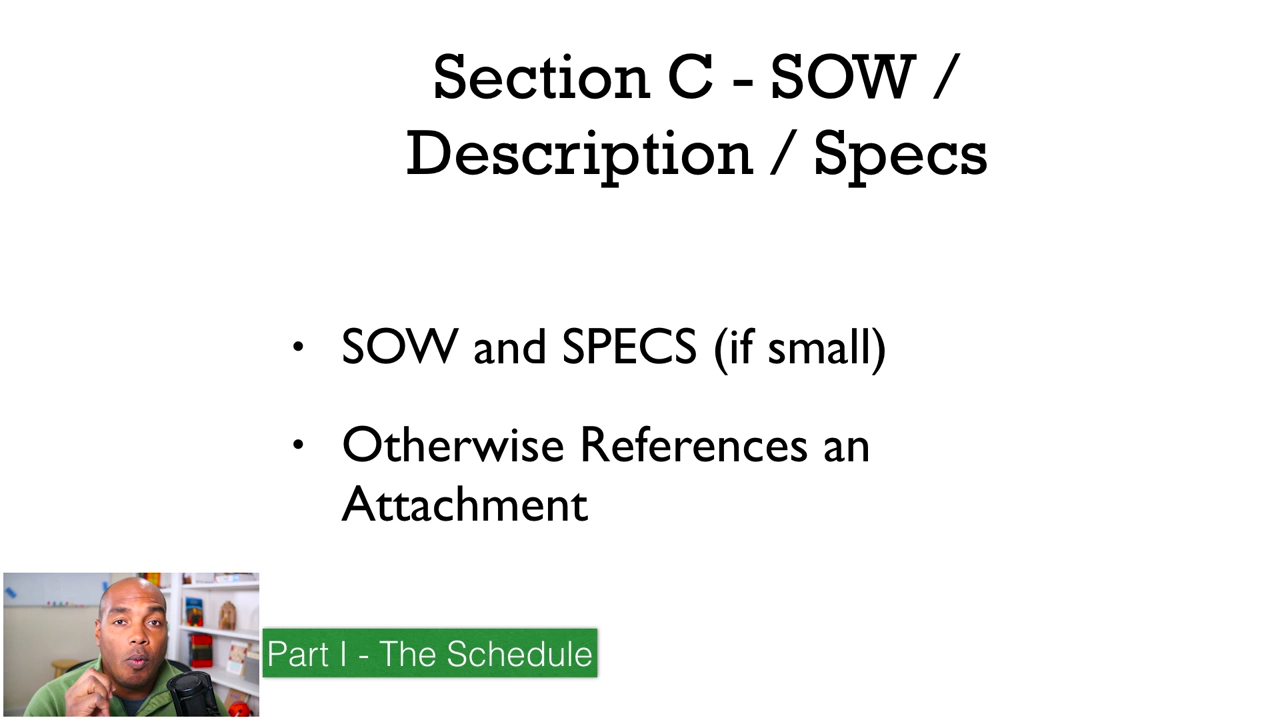 Section C - SOW /
Description / Specs
• SOW and SPECS (if small)
• Otherwise References an
Attachment
Part I - The Schedule